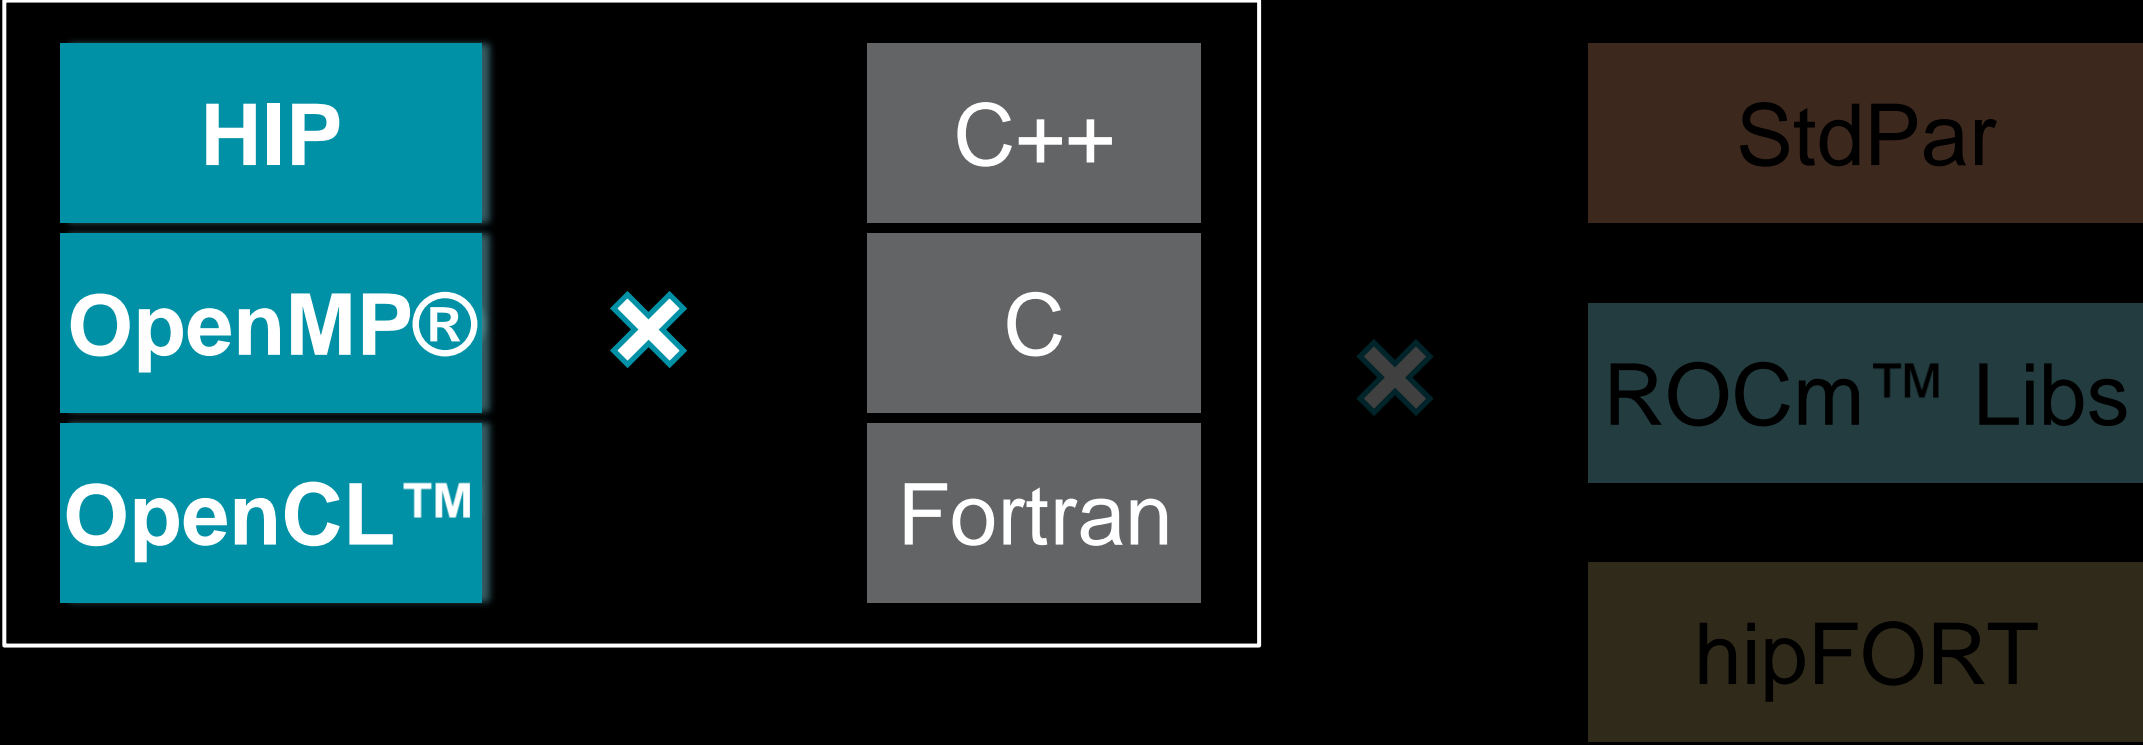 HIP
OpenMP®
OpenCL™
C++
C
Fortran
StdPar
ROCm™ Libs
hipFORT